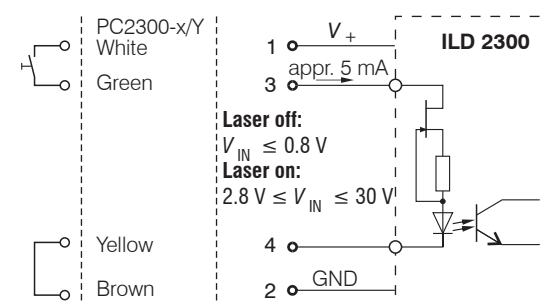 PC2300-x/Y
White
1
V +
ILD 2300
Green
3
appr. 5 mA
Laser off:
V IN ≤ 0.8 V
Laser on:
2.8 V ≤ V IN ≤ 30 V
Yellow
4
Brown
2
GND